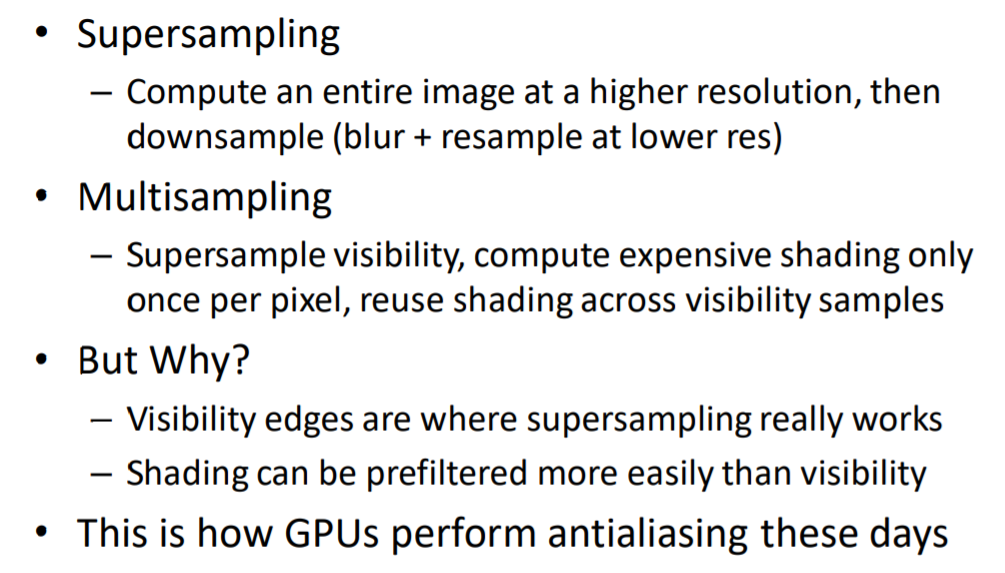 • Supersampling
– Compute an entire image at a higher resolution, then
downsample (blur + resample at lower res)
• Multisampling
– Supersample visibility, compute expensive shading only
once per pixel, reuse shading across visibility samples
• But Why?
– Visibility edges are where supersampling really works
– Shading can be prefiltered more easily than visibility
• This is how GPUs perform antialiasing these days